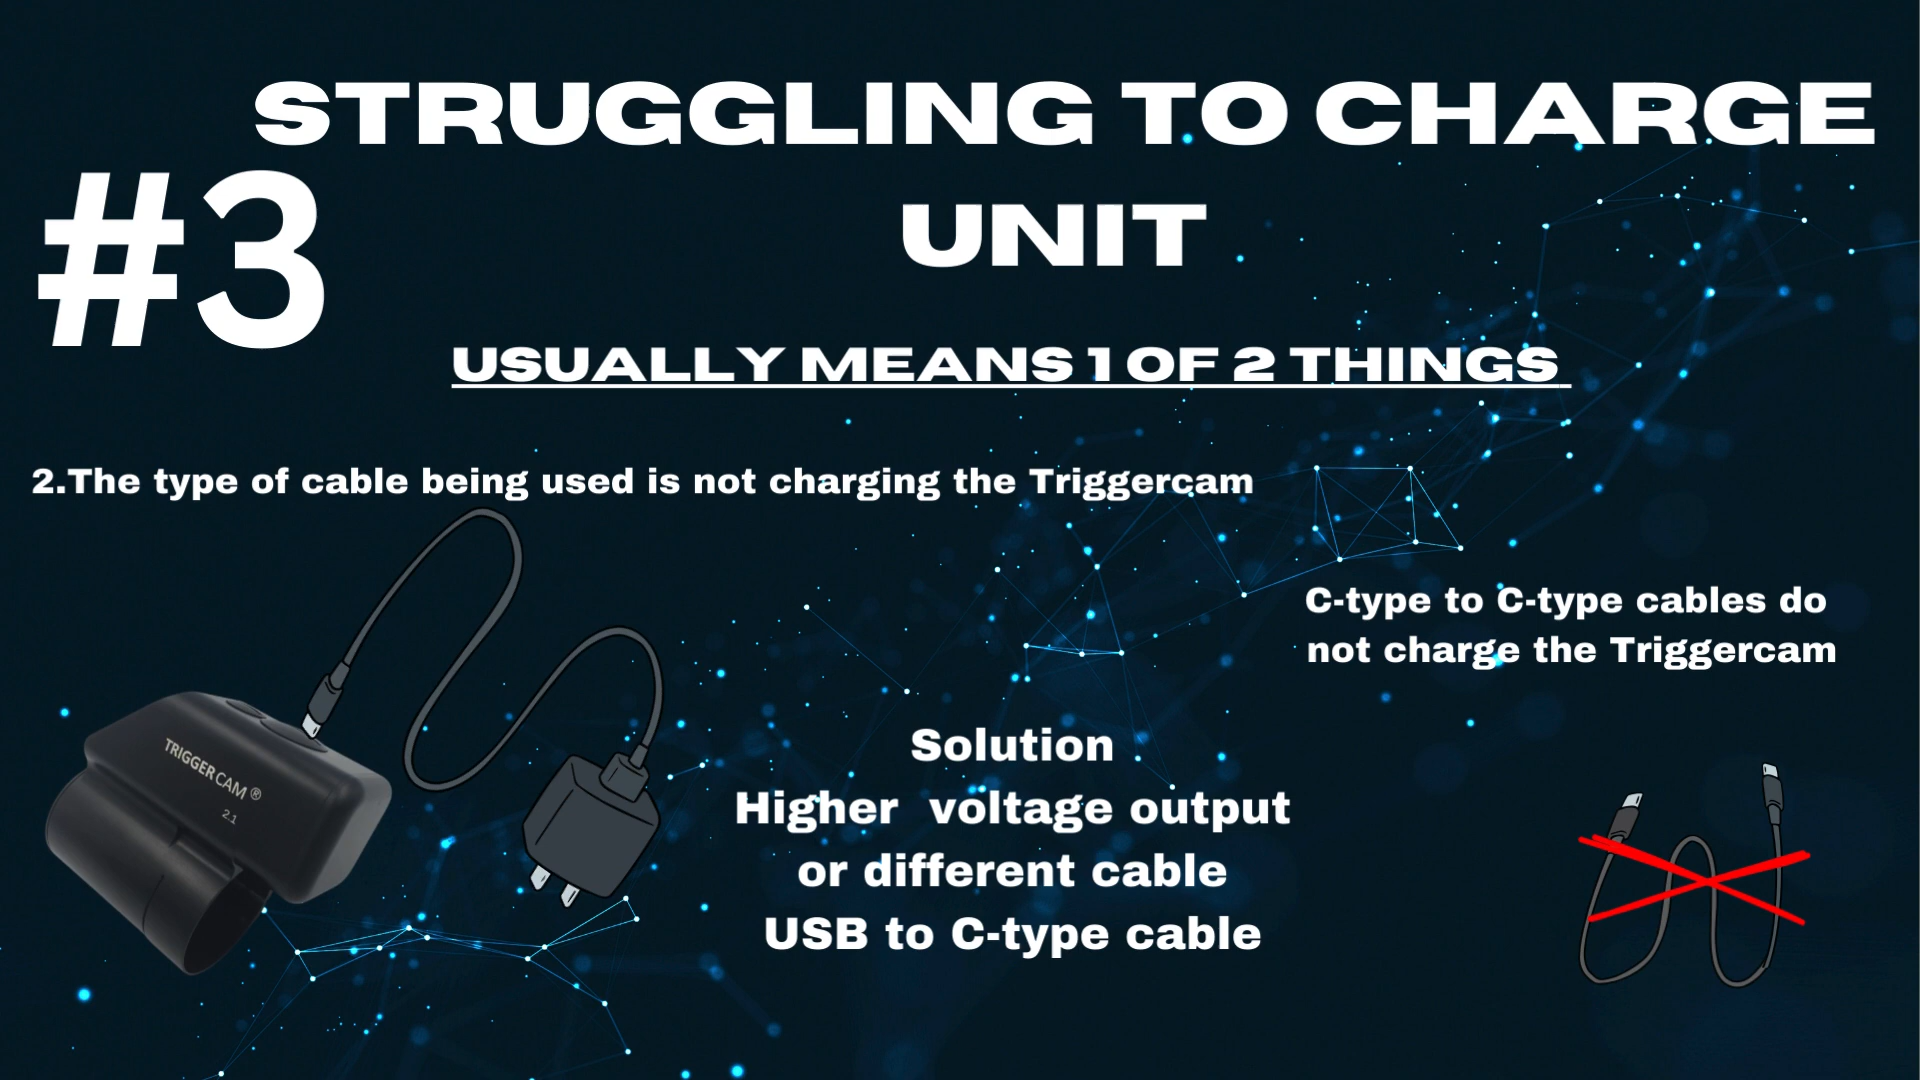 STRUGGLING TO CHARGE
UNIT
#3
USUALLY MEANS 1 OF 2 THINGS
2.The type of cable being used is not charging the Triggercam
C-type to C-type cables do
not charge the Triggercam
Solution
Higher  voltage output
or different cable
USB to C-type cable
TRIGGER CAM ®
2.1